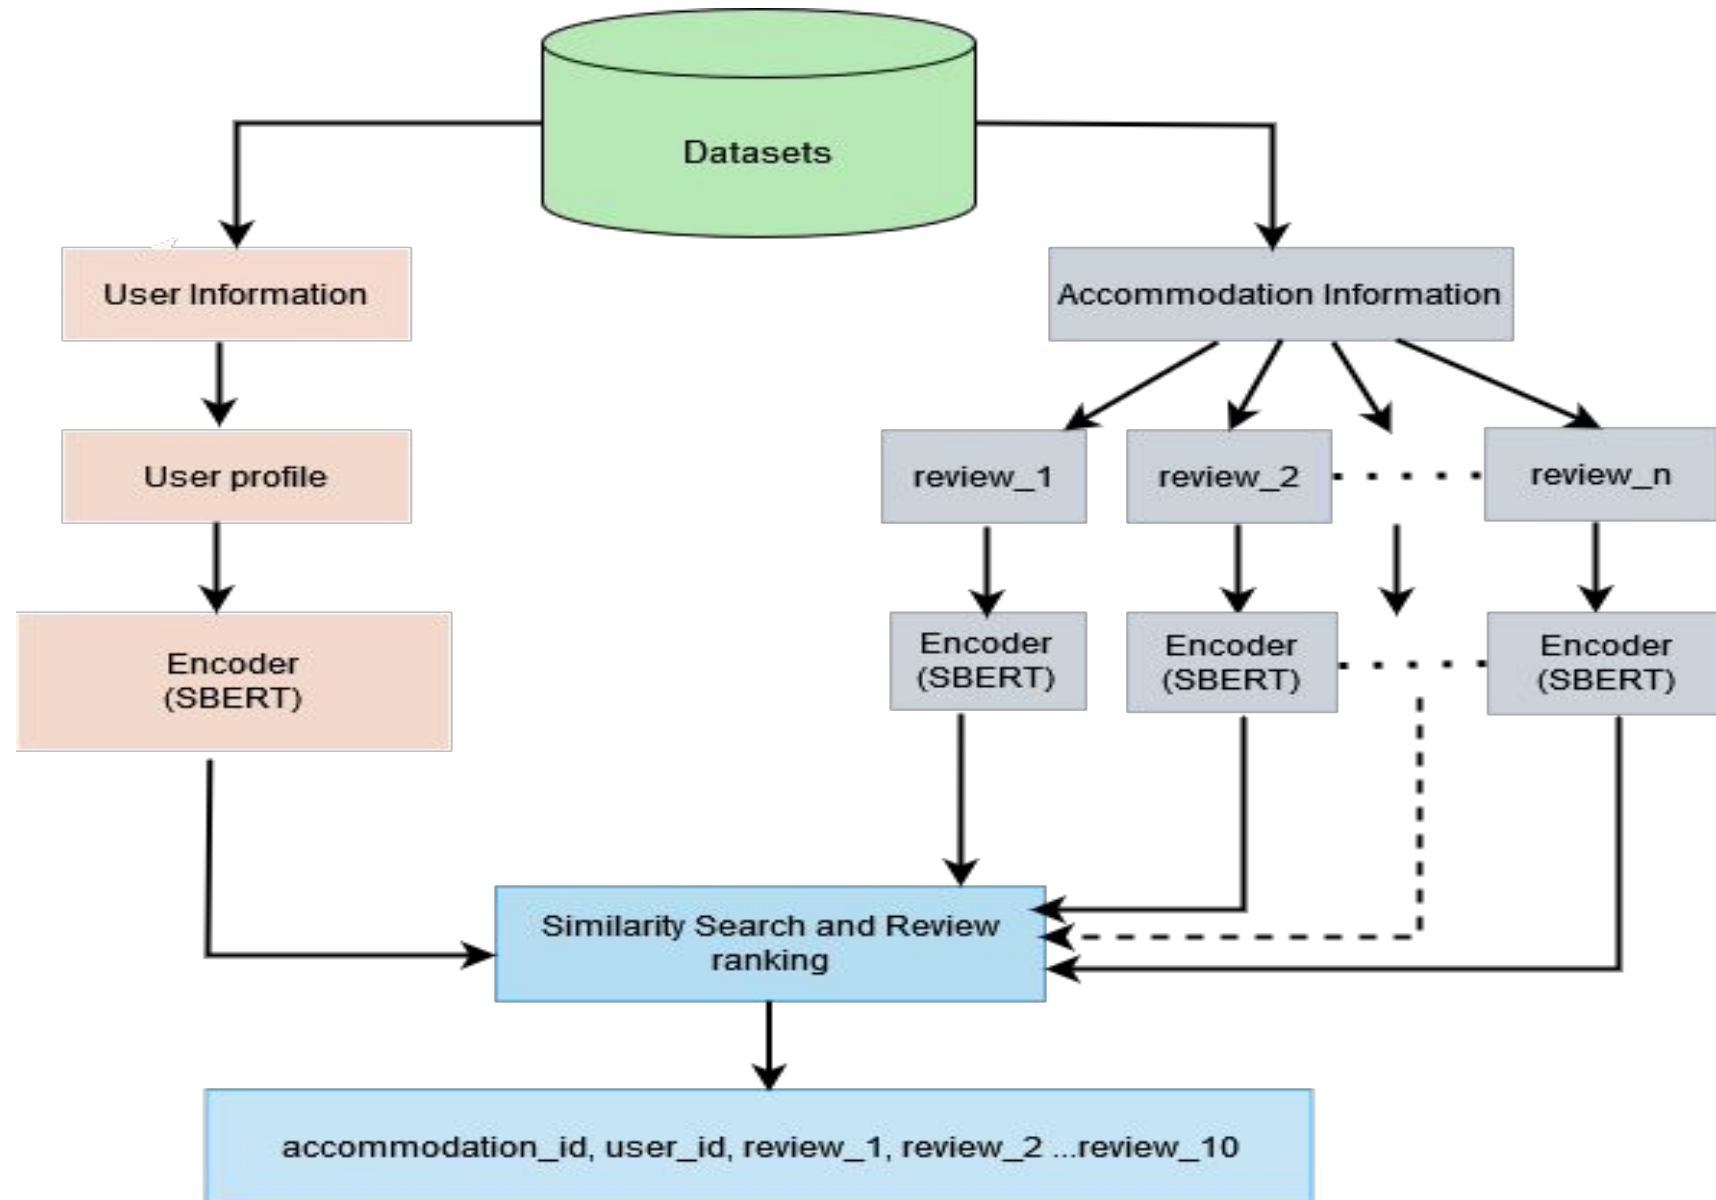 Datasets
User Information
Accommodation Information
User profile
review_1
review_2
review_n
Encoder
(SBERT)
Encoder
(SBERT)
Encoder
(SBERT)
Encoder
(SBERT)
Similarity Search and Review
ranking
accommodation_id, user_id, review_1, review_2 ...review_10